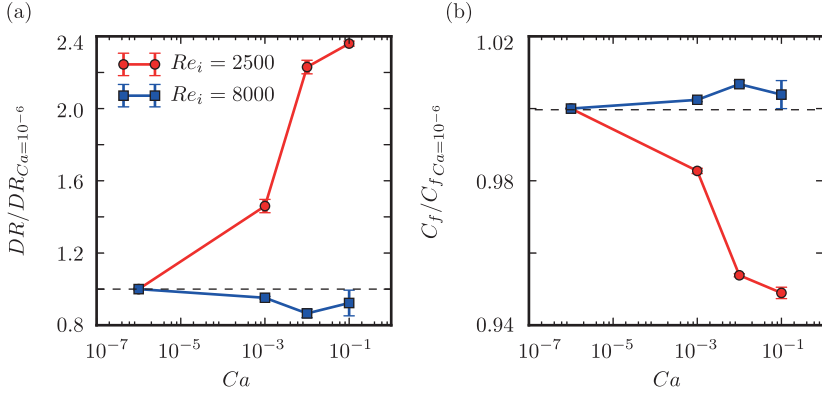 (a)
2.4
2.0
1.6
1.2
0.8
DR/DR_{Ca=10^{-6}}
Re_i = 2500
Re_i = 8000
10^{-7} 10^{-5} 10^{-3} 10^{-1}
Ca
(b)
1.02
0.98
0.94
C_f/C_{f Ca=10^{-6}}
10^{-7} 10^{-5} 10^{-3} 10^{-1}
Ca